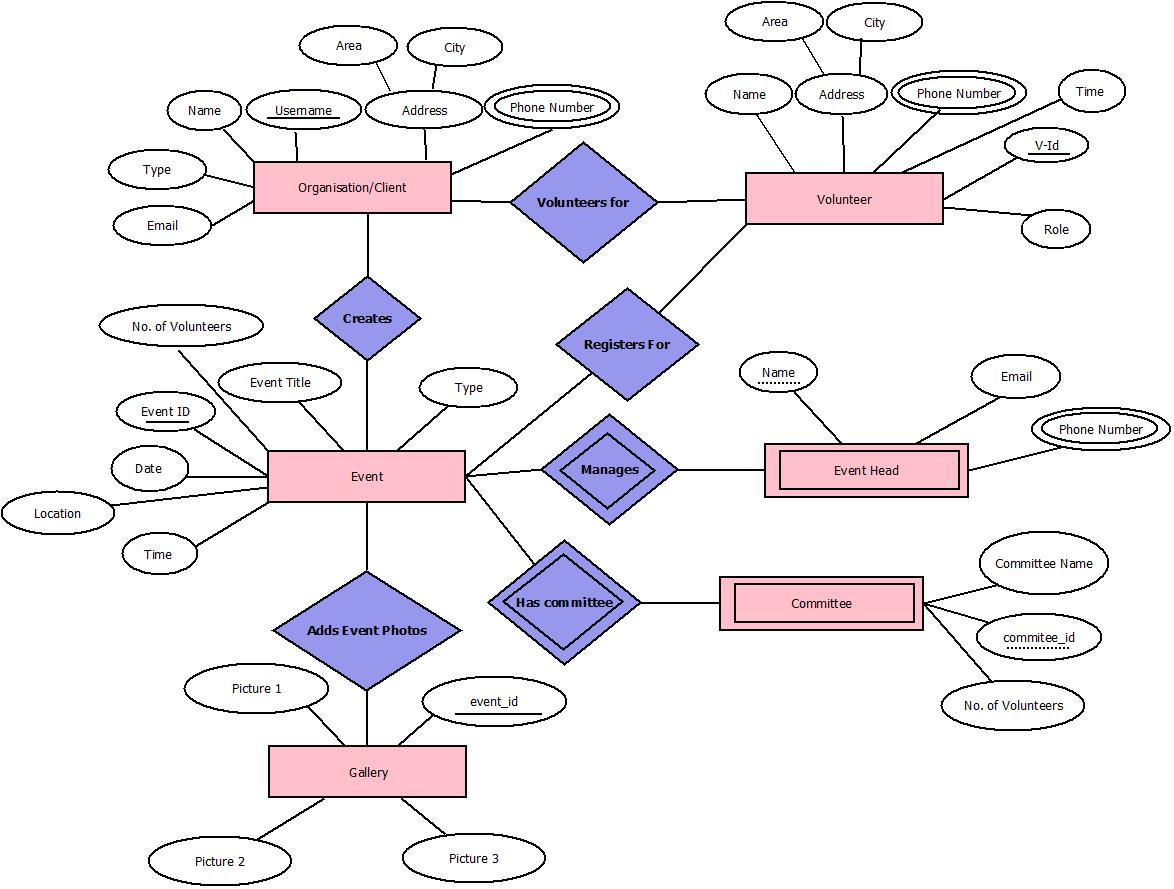 Area
City
Area
City
Name
Username
Address
Phone Number
Name
Address
Phone Number
Time
Type
Organisation/Client
V-Id
Email
Volunteers for
Volunteer
Role
Creates
No. of Volunteers
Registers For
Event Title
Type
Name
Email
Event ID
Phone Number
Date
Event
Manages
Event Head
Location
Time
Committee Name
Has committee
Committee
Adds Event Photos
commitee_id
Picture 1
event_id
No. of Volunteers
Gallery
Picture 2
Picture 3